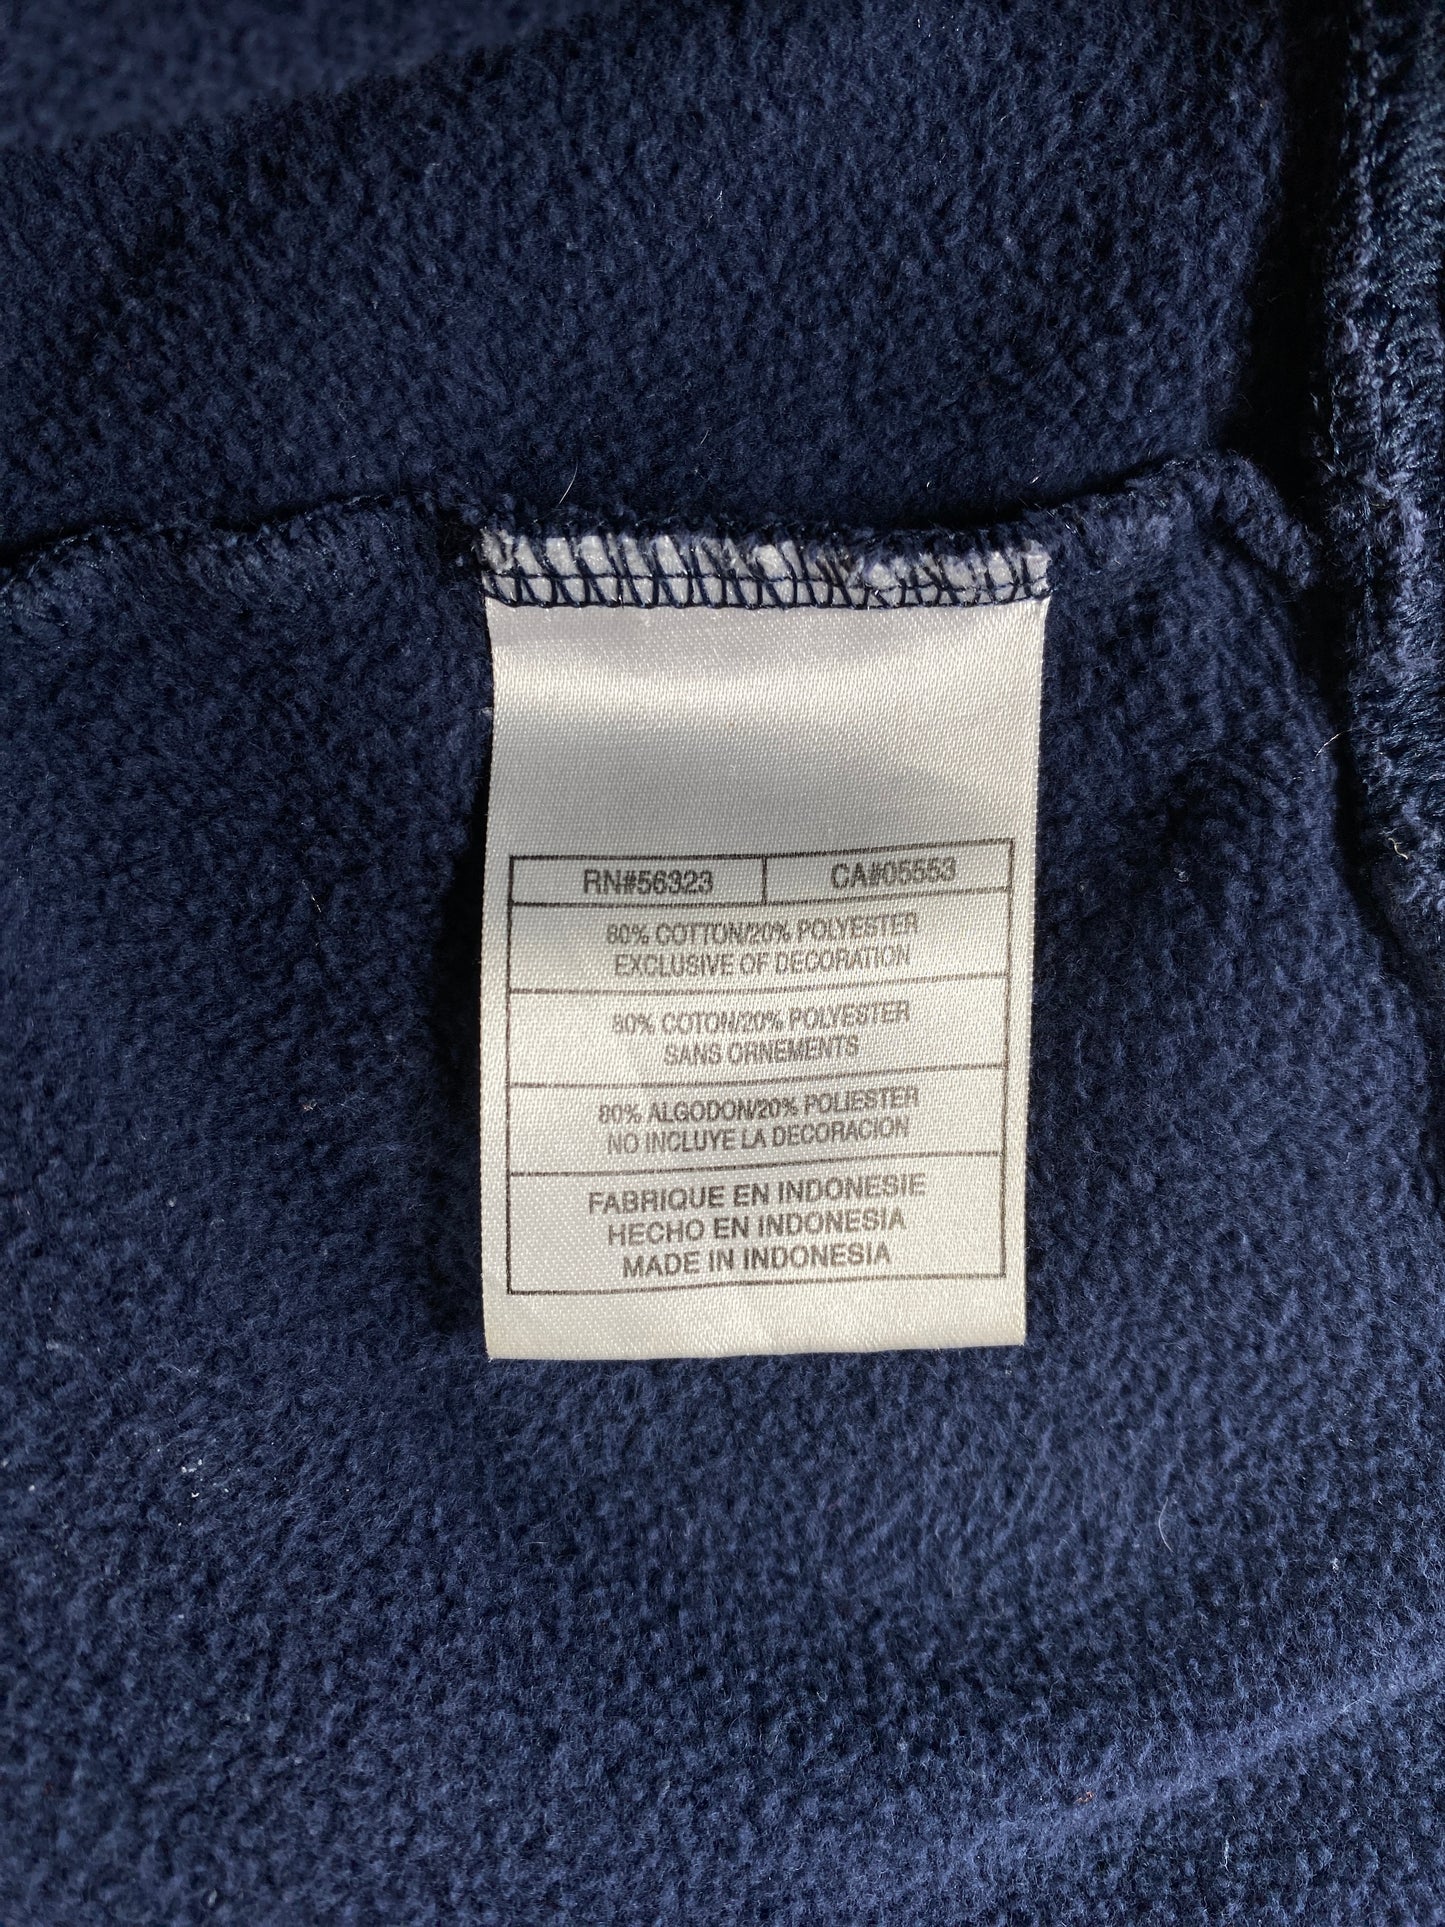 RN#56323 CA#05553
80% COTTON/20% POLYESTER
EXCLUSIVE OF DECORATION
80% COTON/20% POLYESTER
SANS ORNEMENTS
80% ALGODON/20% POLIESTER
NO INCLUYE LA DECORACION
FABRIQUE EN INDONESIE
HECHO EN INDONESIA
MADE IN INDONESIA